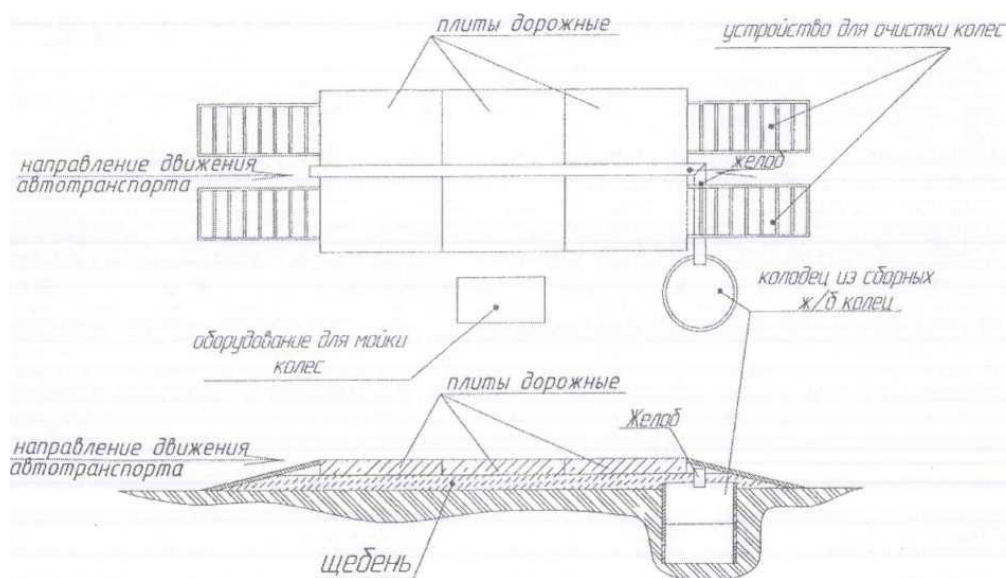 плиты дорожные
устройство для очистки колес
желоб
направление движения
автотранспорта
колодец из сборных
ж/б колец
оборудование для мойки
колес
плиты дорожные
Желоб
направление движения
автотранспорта
щебень